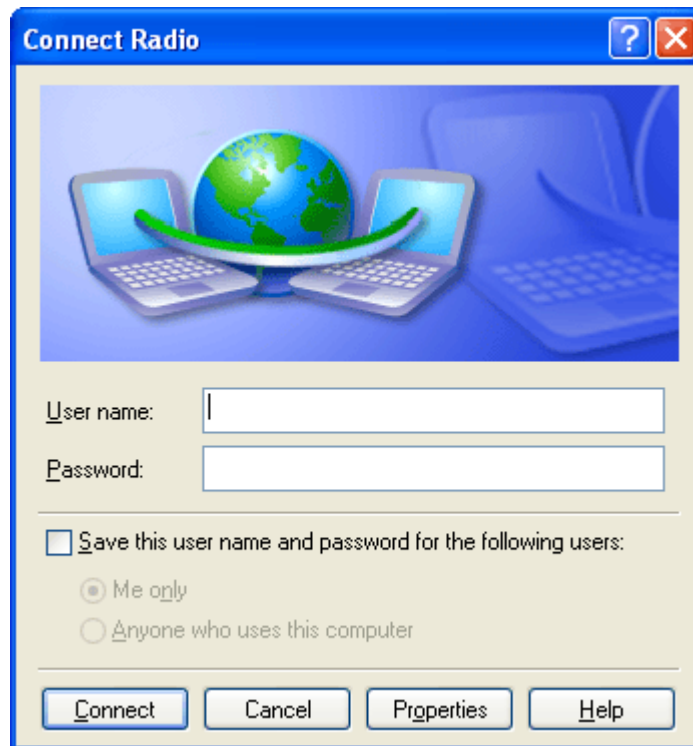 Connect Radio
User name:
Password:
Save this user name and password for the following users:
Me only
Anyone who uses this computer
Connect Cancel Properties Help